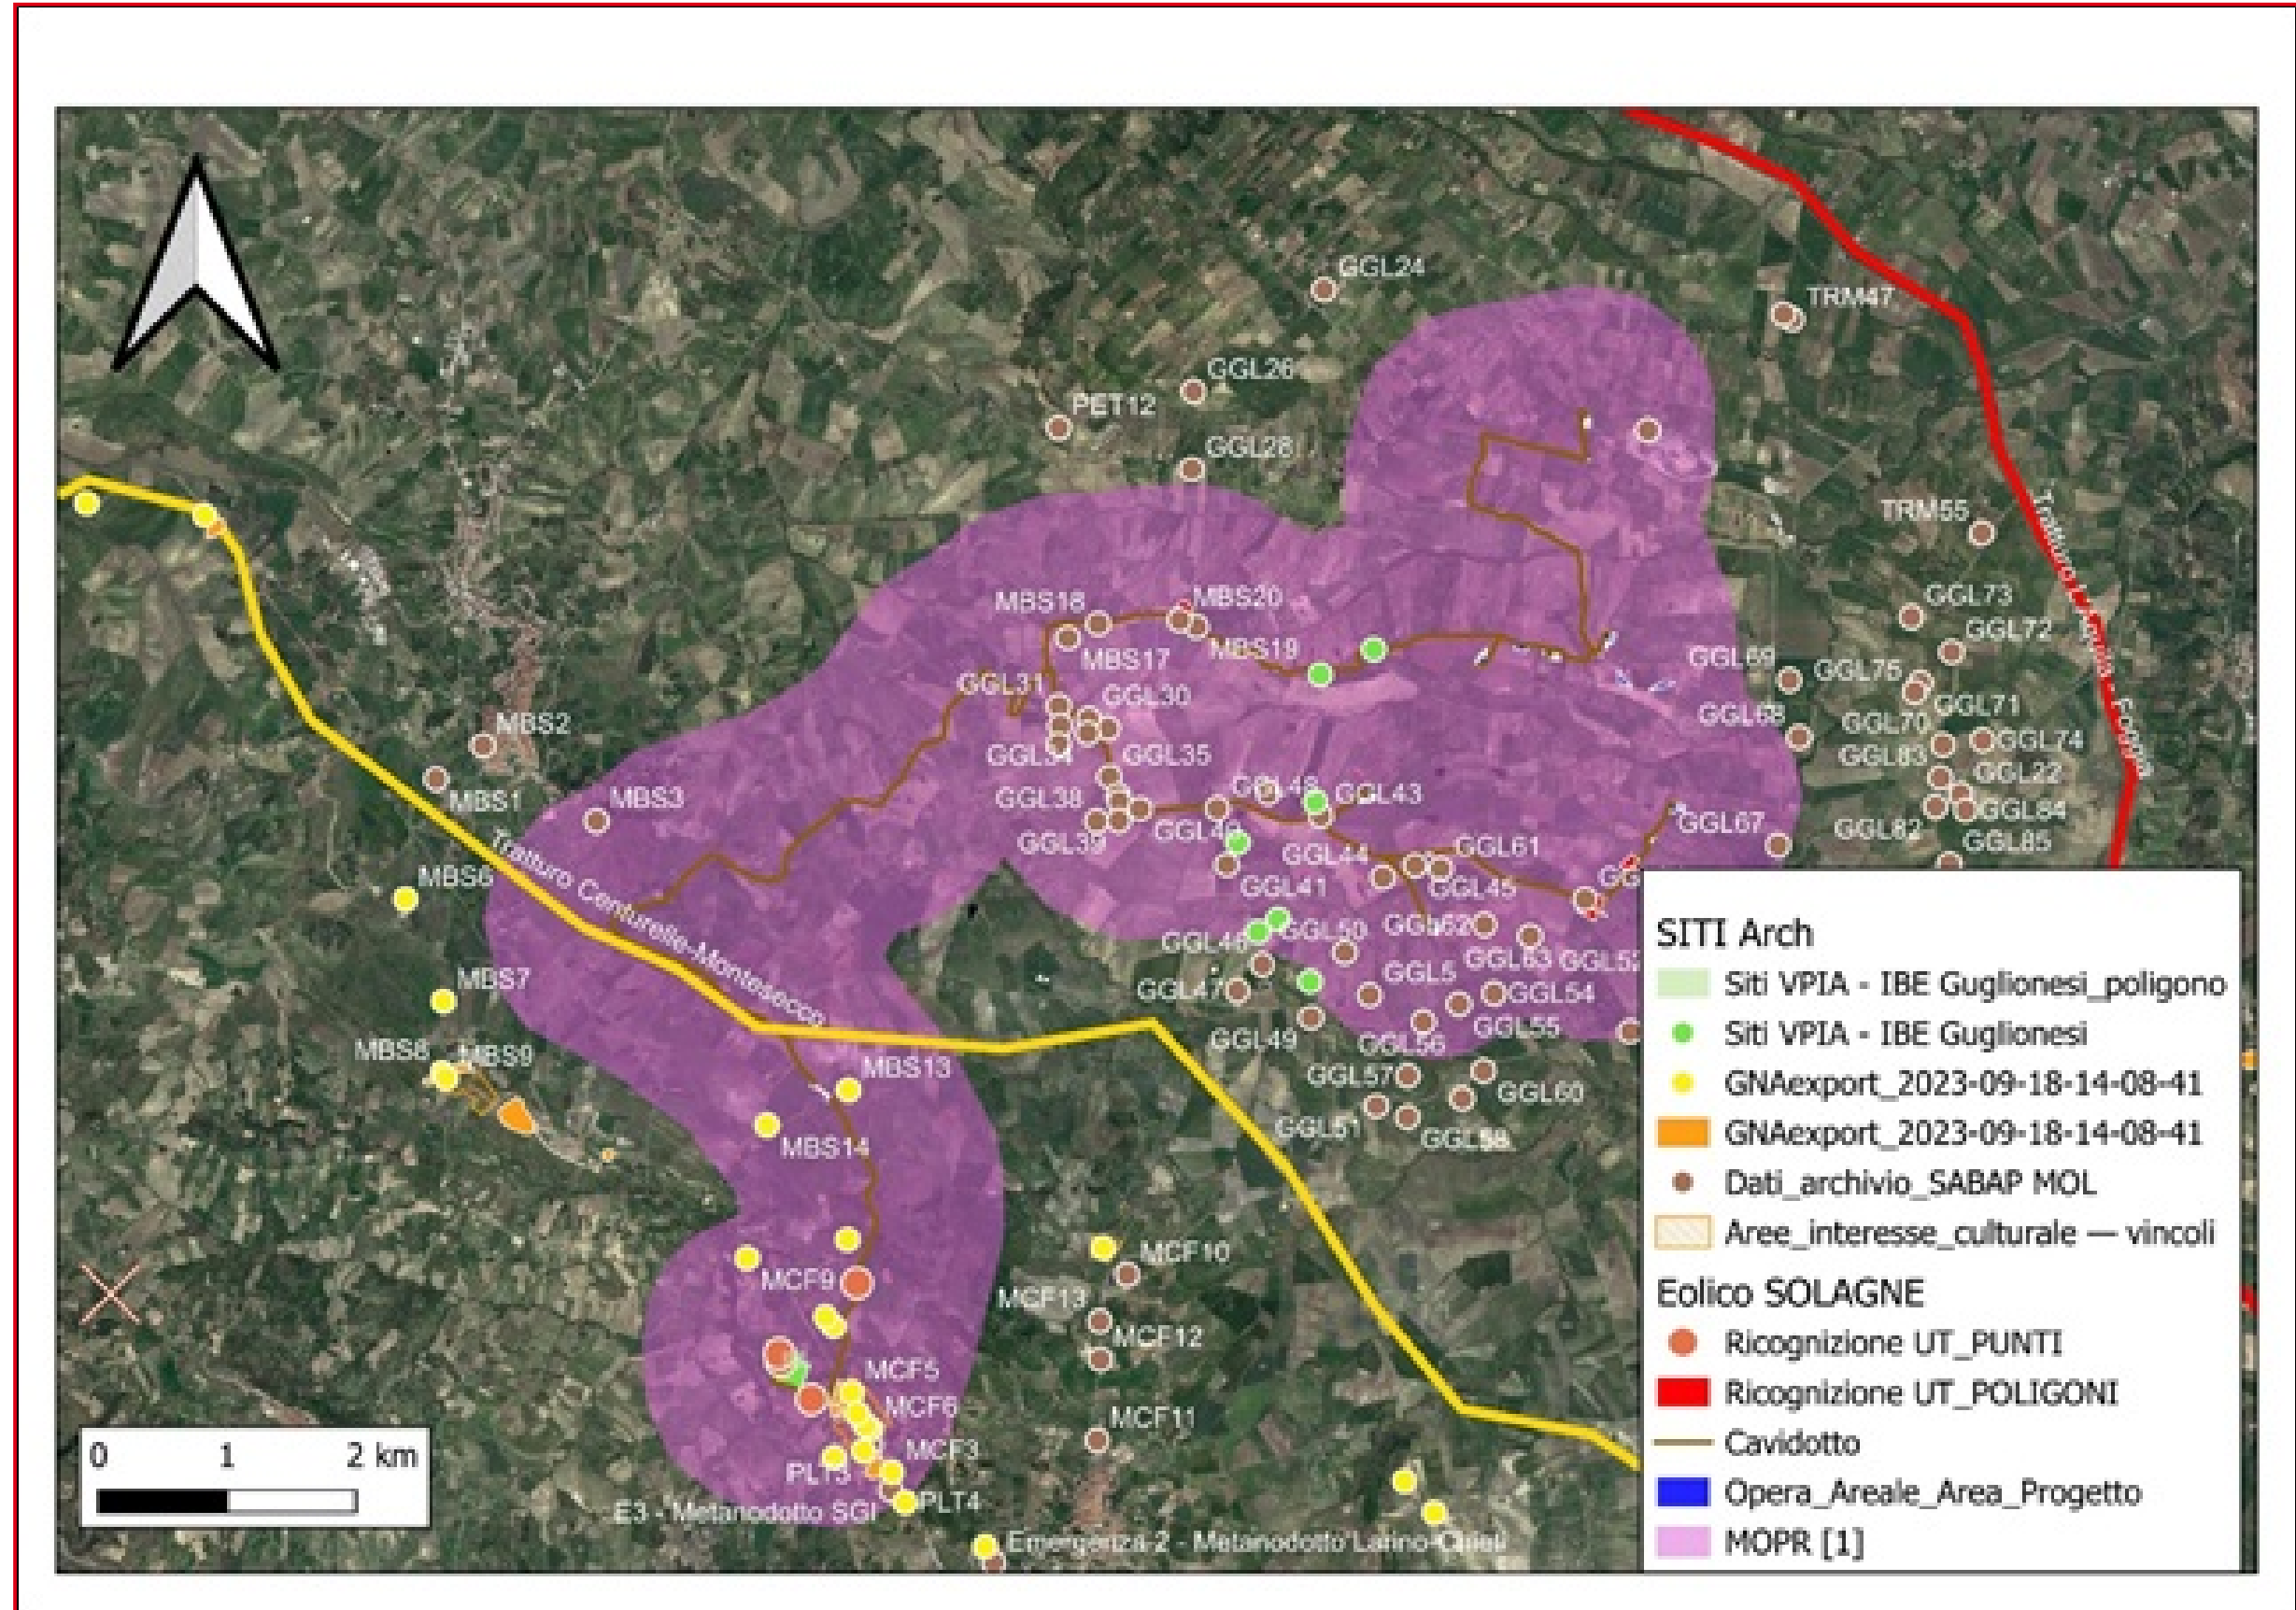 GGL24
TRM47
GGL26
PET12
GGL28
TRM55
Tratturo L'Aquila - Foggia
MBS18
MBS20
GGL73
MBS17
MBS19
GGL72
GGL69
GGL75
GGL31
GGL30
GGL71
GGL68
GGL70
MBS2
GGL34
GGL35
GGL83
GGL74
GGL22
MBS1
MBS3
GGL38
GGL43
GGL84
GGL67
GGL82
GGL39
GGL85
GGL44
GGL61
Tratturo Centurelle-Montesecco
MBS6
GGL41
GGL45
GGL46
GGL50
GGL62
GGL63
GGL52
MBS7
GGL47
GGL5
GGL54
GGL49
GGL56
GGL55
MBS8
MBS9
MBS13
GGL57
GGL60
GGL51
GGL58
MBS14
MCF10
MCF9
MCF13
MCF12
MCF5
MCF6
MCF11
MCF3
PLT3
PLT4
E3 - Metanodotto SGI
Emergenza 2 - Metanodotto Larino-Chieti
0 1 2 km
SITI Arch
Siti VPIA - IBE Guglionesi_poligono
Siti VPIA - IBE Guglionesi
GNAexport_2023-09-18-14-08-41
GNAexport_2023-09-18-14-08-41
Dati_archivio_SABAP MOL
Aree_interesse_culturale — vincoli
Eolico SOLAGNE
Ricognizione UT_PUNTI
Ricognizione UT_POLIGONI
Cavidotto
Opera_Areale_Area_Progetto
MOPR [1]